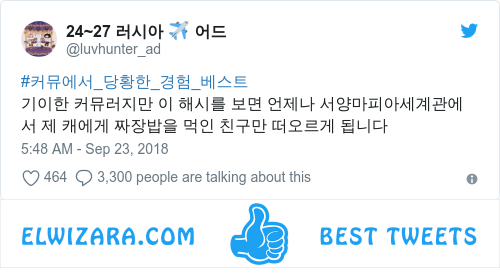 24~27 러시아 ✈️ 어드
@luvhunter_ad
#커뮤에서_당황한_경험_베스트
기이한 커뮤러지만 이 해시를 보면 언제나 서양마피아세계관에
서 제 캐에게 짜장밥을 먹인 친구만 떠오르게 됩니다
5:48 AM - Sep 23, 2018
464 3,300 people are talking about this
ELWIZARA.COM BEST TWEETS